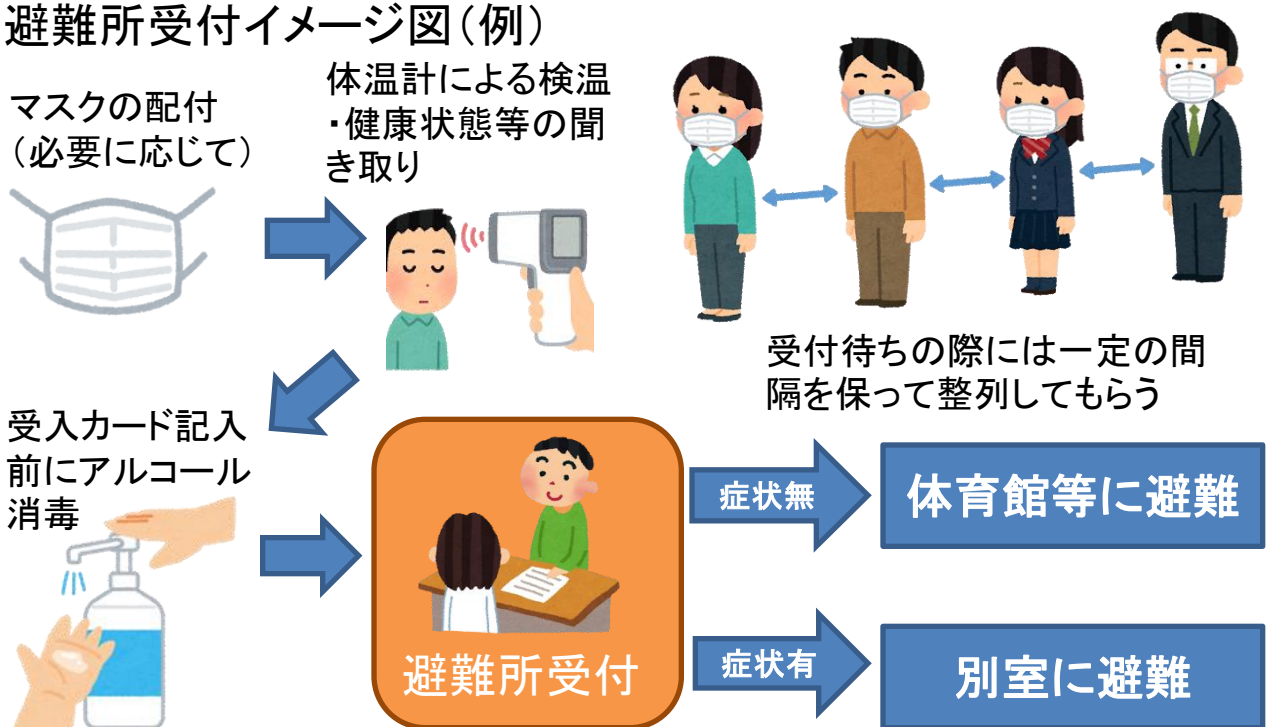 避難所受付イメージ図(例)
マスクの配付
(必要に応じて)
体温計による検温
・健康状態等の聞
き取り
受付待ちの際には一定の間
隔を保って整列してもらう
受入カード記入
前にアルコール
消毒
避難所受付
症状無
体育館等に避難
症状有
別室に避難